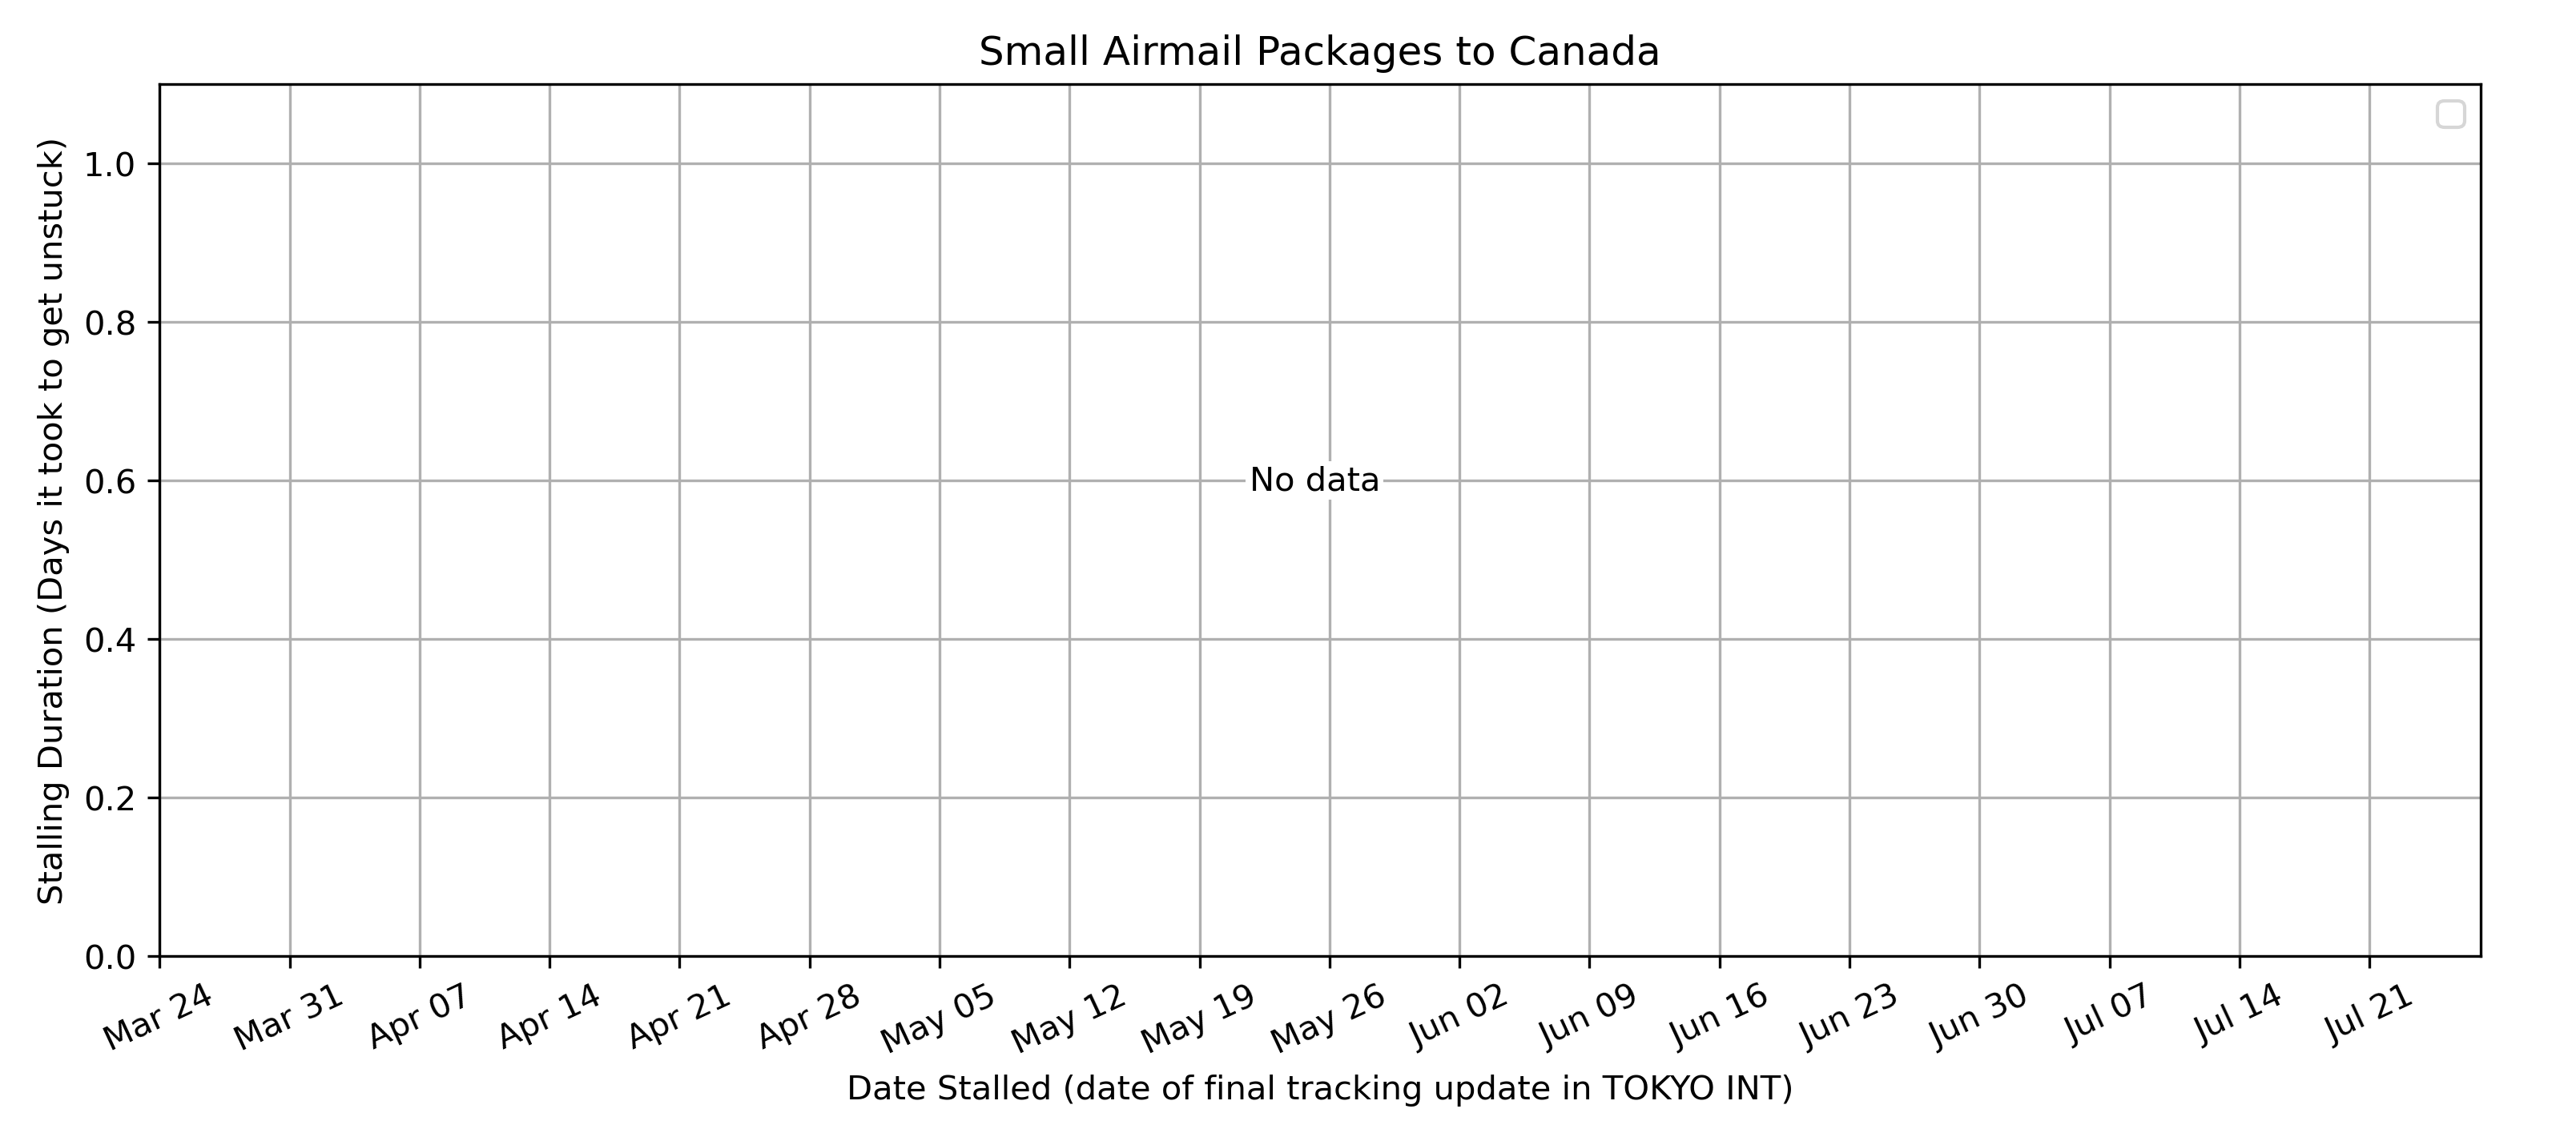 Small Airmail Packages to Canada
Stalling Duration (Days it took to get unstuck)
1.0
0.8
0.6
0.4
0.2
0.0
No data
Mar 24
Mar 31
Apr 07
Apr 14
Apr 21
Apr 28
May 05
May 12
May 19
May 26
Jun 02
Jun 09
Jun 16
Jun 23
Jun 30
Jul 07
Jul 14
Jul 21
Date Stalled (date of final tracking update in TOKYO INT)